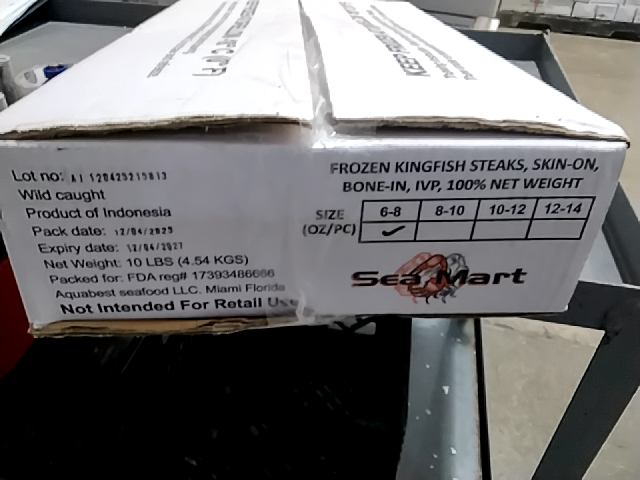 Lot no: A1 120425215813
Wild caught
Product of Indonesia
Pack date: 12/04/2025
Expiry date: 12/04/2027
Net Weight: 10 LBS (4.54 KGS)
Packed for: FDA reg# 17393486666
Aquabest seafood LLC. Miami Florida
Not Intended For Retail Use
FROZEN KINGFISH STEAKS, SKIN-ON,
BONE-IN, IVP, 100% NET WEIGHT
SIZE (OZ/PC) 6-8 8-10 10-12 12-14
✓
Sea Mart